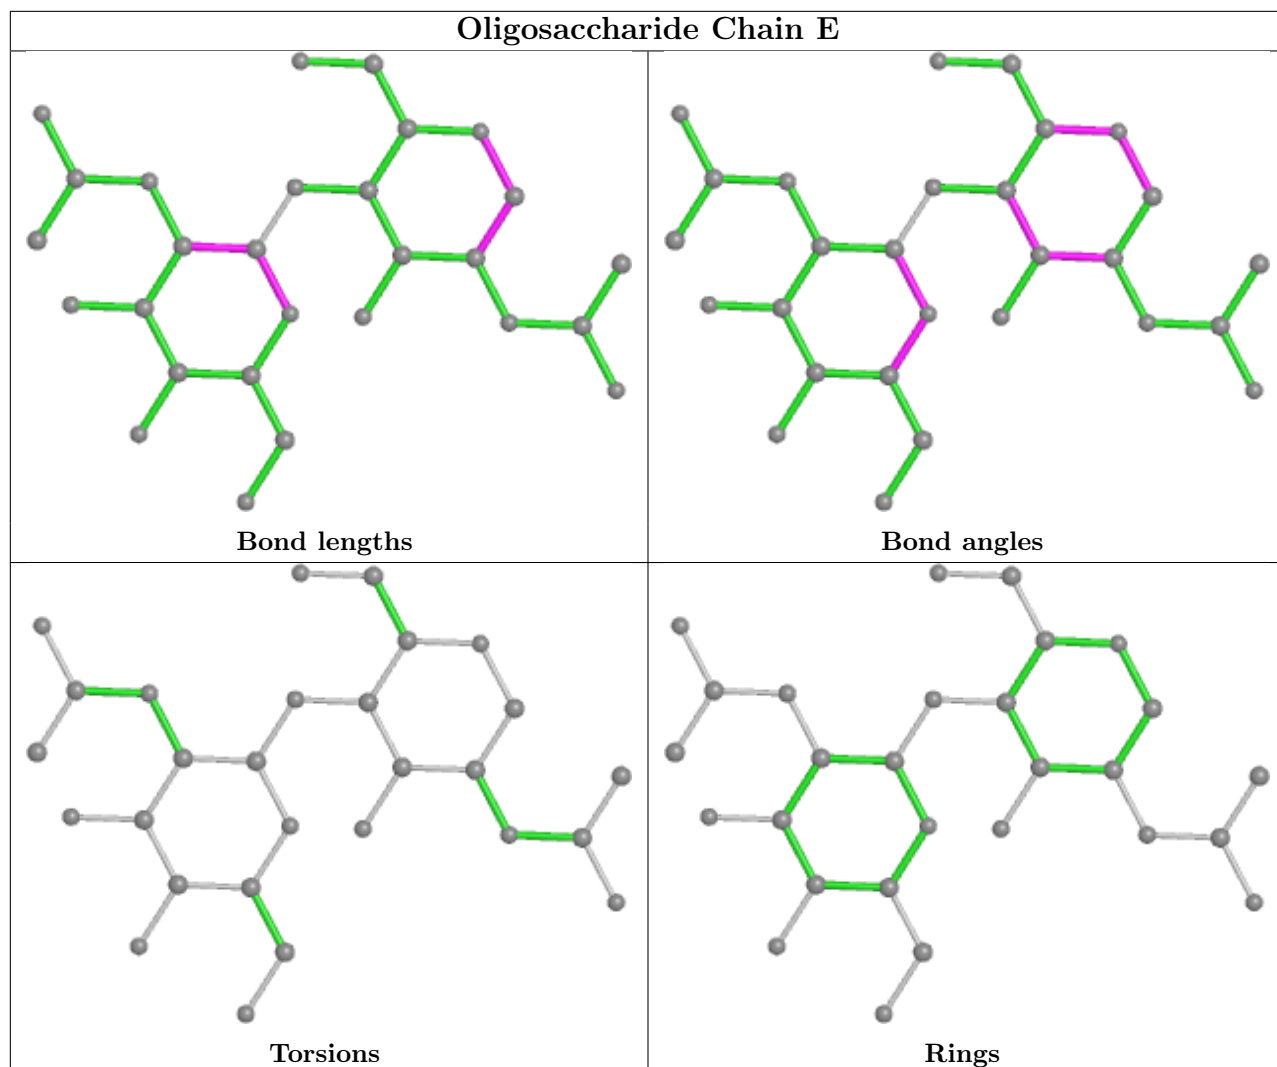 Oligosaccharide Chain E
Bond lengths
Bond angles
Torsions
Rings